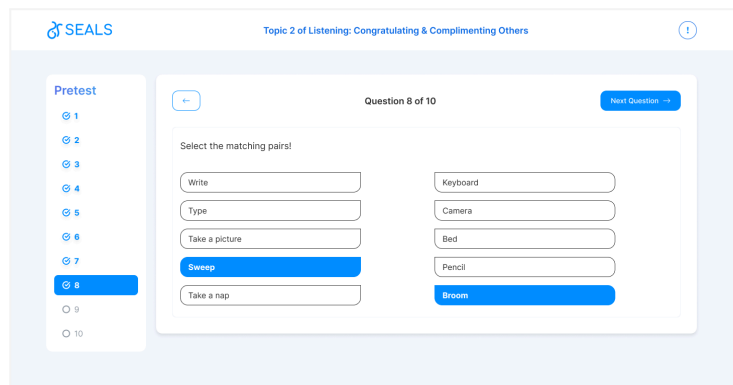 SEALS
Topic 2 of Listening: Congratulating & Complimenting Others
!
Pretest
1
2
3
4
5
6
7
8
9
10
← Question 8 of 10 Next Question →
Select the matching pairs!
Write Keyboard
Type Camera
Take a picture Bed
Sweep Pencil
Take a nap Broom